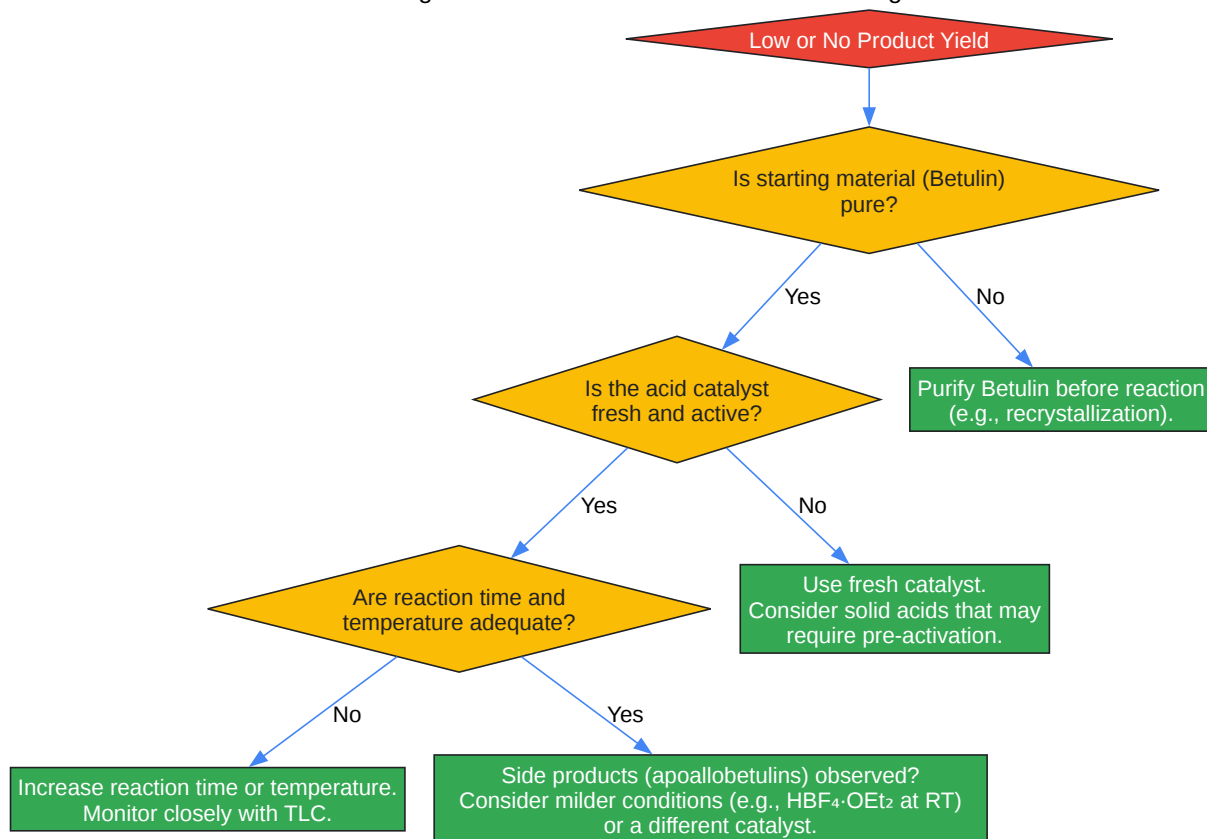 Low or No Product Yield
Is starting material (Betulin)
pure?
Yes
No
Is the acid catalyst
fresh and active?
Purify Betulin before reaction
(e.g., recrystallization).
Yes
No
Are reaction time and
temperature adequate?
Use fresh catalyst.
Consider solid acids that may
require pre-activation.
No
Yes
Increase reaction time or temperature.
Monitor closely with TLC.
Side products (apoallobetulins) observed?
Consider milder conditions (e.g., HBF₄·OEt₂ at RT)
or a different catalyst.